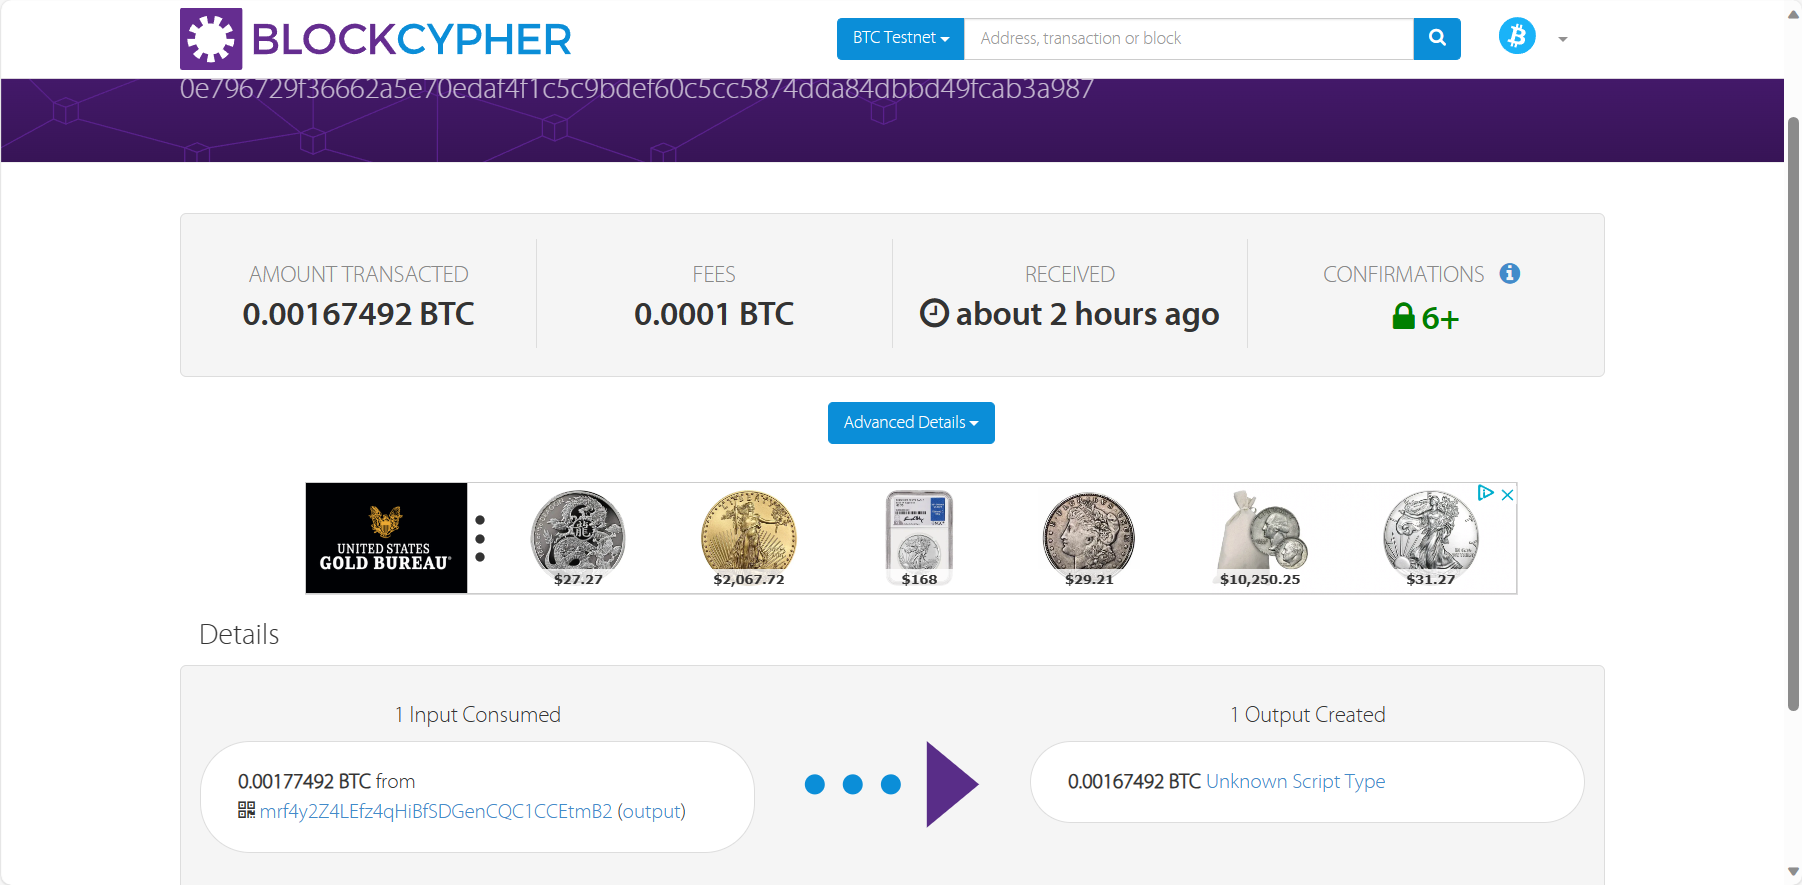 BLOCKCYPHER
BTC Testnet
Address, transaction or block
0e796729f36662a5e70edaf4f1c5c9bdef60c5cc5874dda84dbbd49fcab3a987
AMOUNT TRANSACTED
0.00167492 BTC
FEES
0.0001 BTC
RECEIVED
about 2 hours ago
CONFIRMATIONS
6+
Advanced Details
UNITED STATES
GOLD BUREAU
$27.27
$2,067.72
$168
$29.21
$10,250.25
$31.27
Details
1 Input Consumed
0.00177492 BTC from
mrf4y2Z4LEfz4qHiBfSDGenCQC1CCEtmB2 (output)
1 Output Created
0.00167492 BTC Unknown Script Type